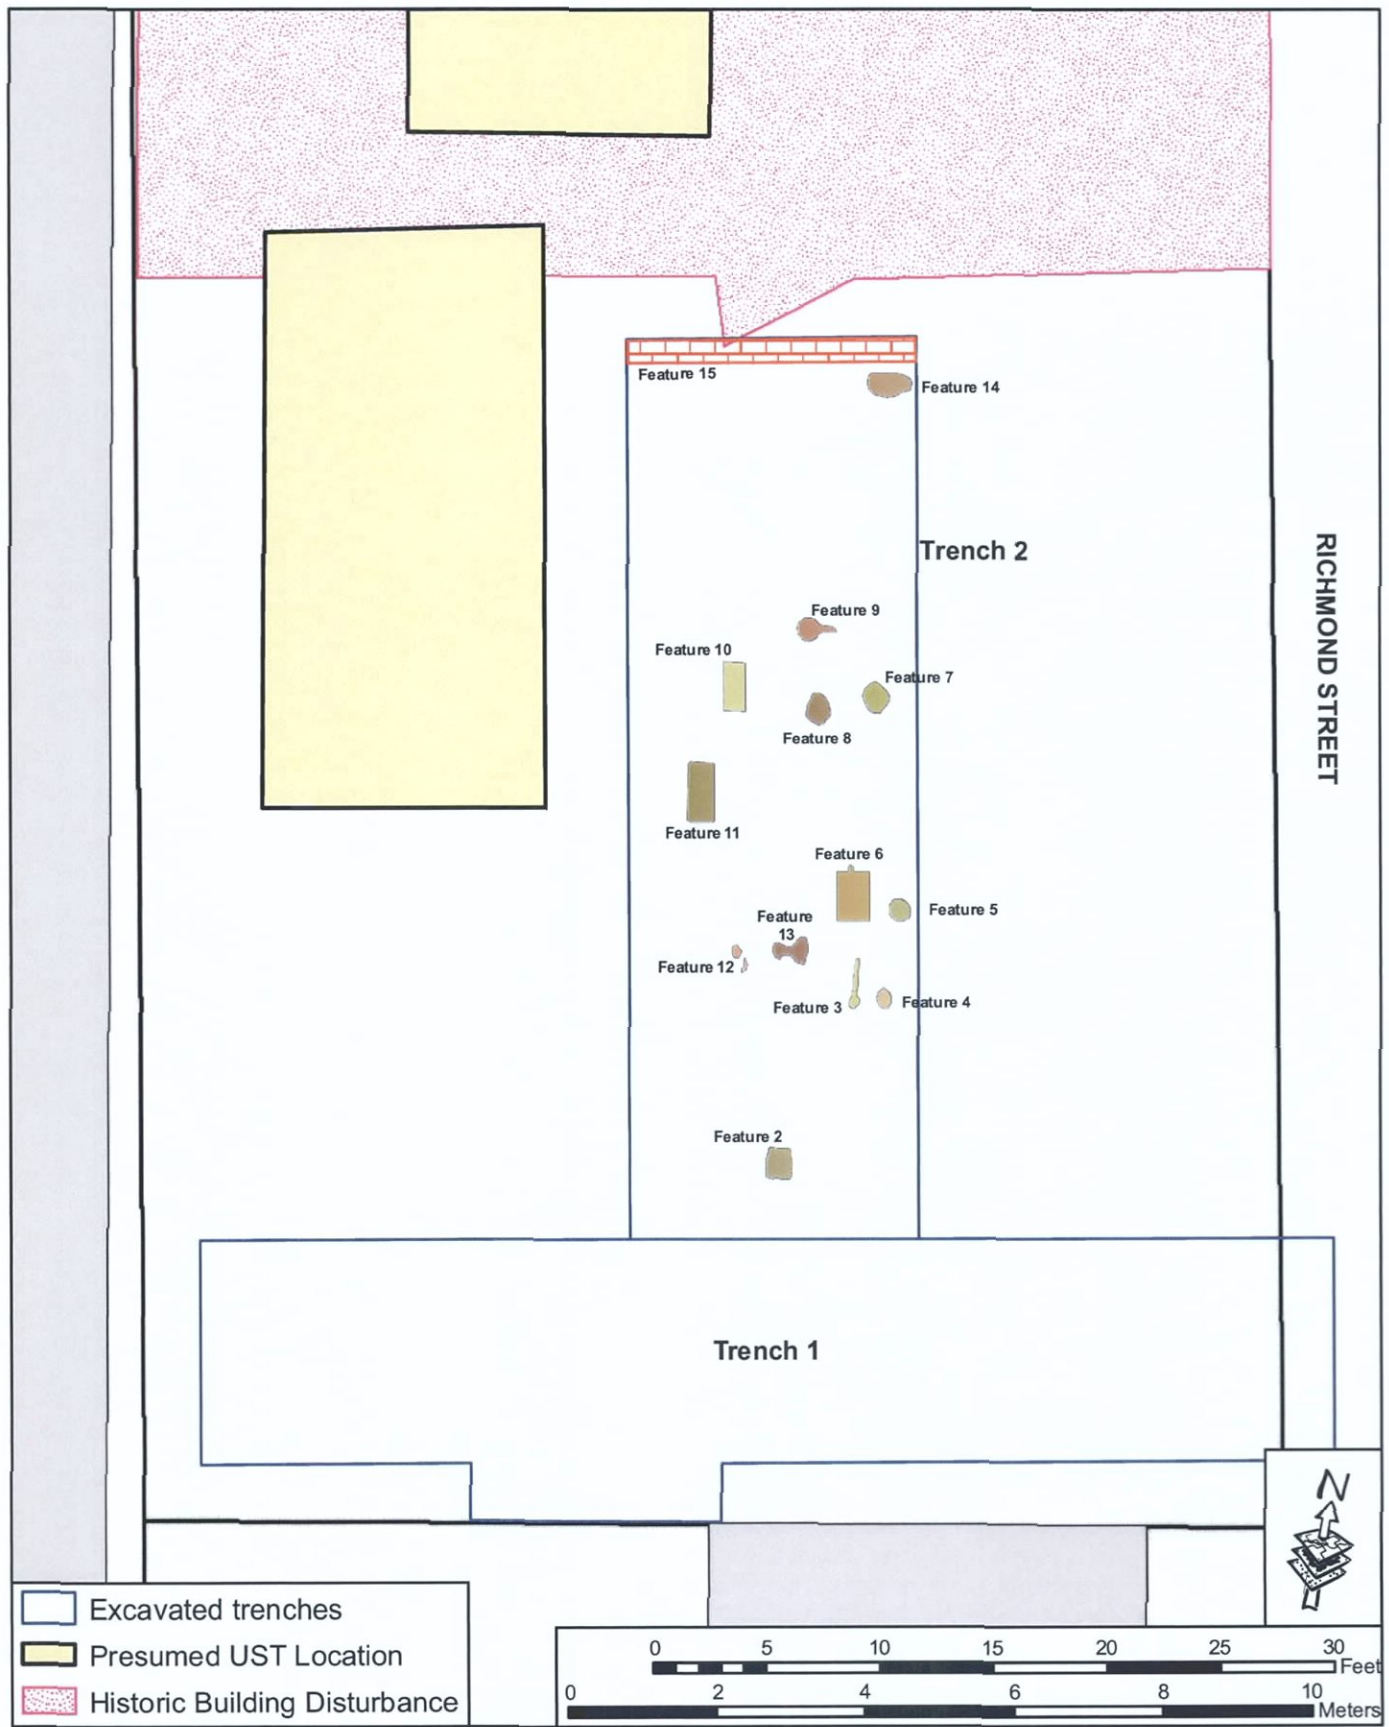 Feature 15
Feature 14
Trench 2
RICHMOND STREET
Feature 9
Feature 10
Feature 7
Feature 8
Feature 11
Feature 6
Feature 5
Feature
13
Feature 12
Feature 3
Feature 4
Feature 2
Trench 1
N
Excavated trenches
Presumed UST Location
Historic Building Disturbance
0 5 10 15 20 25 30
Feet
0 2 4 6 8 10
Meters